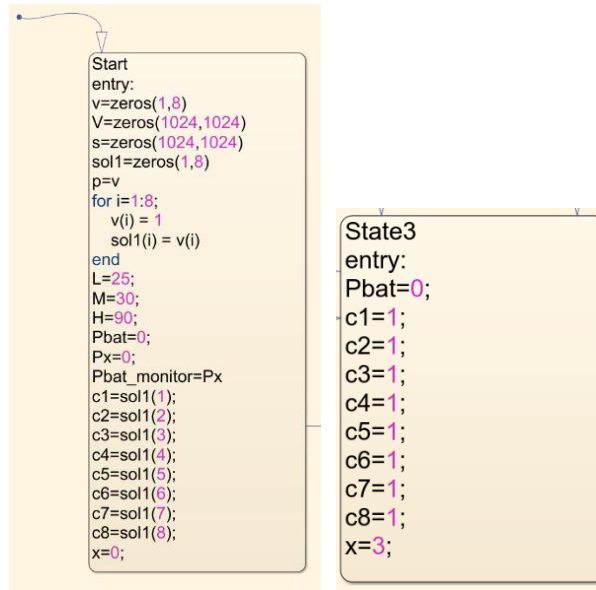 Start
entry:
v=zeros(1,8)
V=zeros(1024,1024)
s=zeros(1024,1024)
sol1=zeros(1,8)
p=v
for i=1:8;
v(i) = 1
sol1(i) = v(i)
end
L=25;
M=30;
H=90;
Pbat=0;
Px=0;
Pbat_monitor=Px
c1=sol1(1);
c2=sol1(2);
c3=sol1(3);
c4=sol1(4);
c5=sol1(5);
c6=sol1(6);
c7=sol1(7);
c8=sol1(8);
x=0;
State3
entry:
Pbat=0;
c1=1;
c2=1;
c3=1;
c4=1;
c5=1;
c6=1;
c7=1;
c8=1;
x=3;